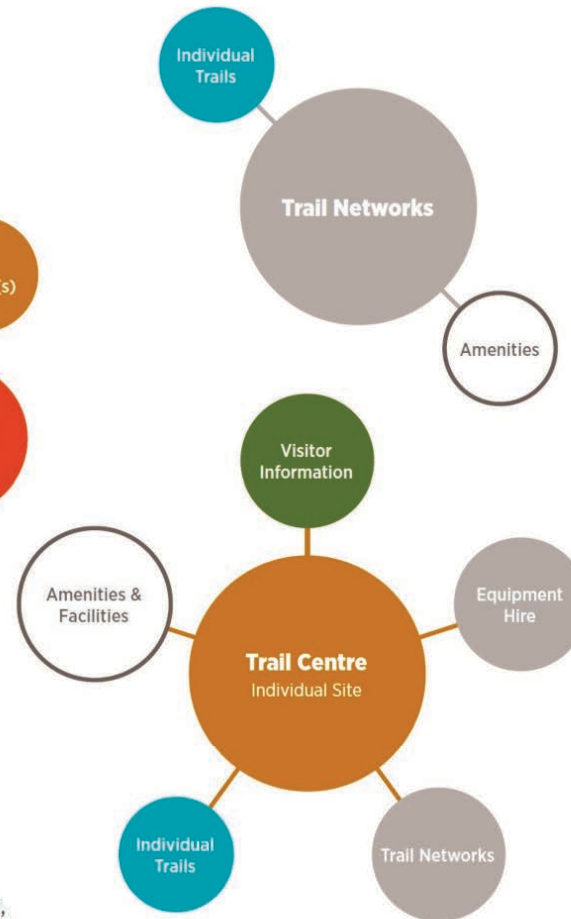 Individual
Trails
Trail Networks
s)
Amenities
Visitor
Information
Amenities &
Facilities
Equipment
Hire
Trail Centre
Individual Site
Individual
Trails
Trail Networks